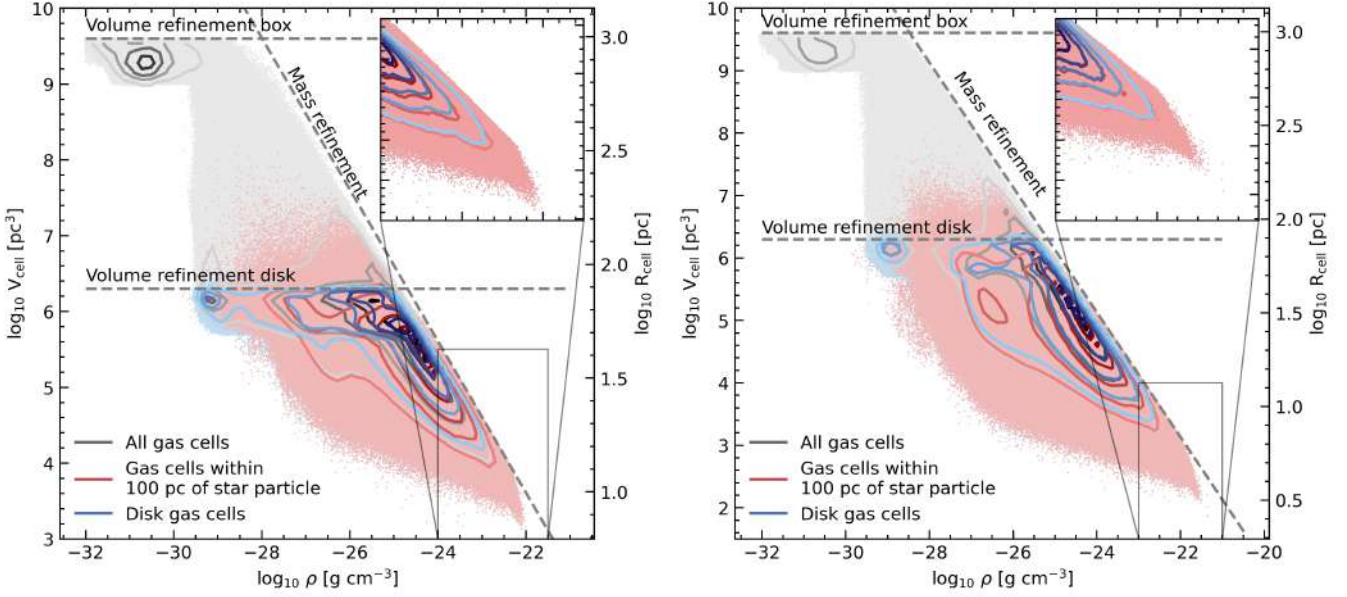 Volume refinement box
Mass refinement
Volume refinement disk
All gas cells
Gas cells within
100 pc of star particle
Disk gas cells
10
9
8
7
6
5
4
3
log₁₀ V_cell [pc³]
3.0
2.5
2.0
1.5
1.0
log₁₀ R_cell [pc]
−32 −30 −28 −26 −24 −22
log₁₀ ρ [g cm⁻³]
Volume refinement box
Mass refinement
Volume refinement disk
All gas cells
Gas cells within
100 pc of star particle
Disk gas cells
10
9
8
7
6
5
4
3
2
log₁₀ V_cell [pc³]
3.0
2.5
2.0
1.5
1.0
0.5
log₁₀ R_cell [pc]
−32 −30 −28 −26 −24 −22 −20
log₁₀ ρ [g cm⁻³]